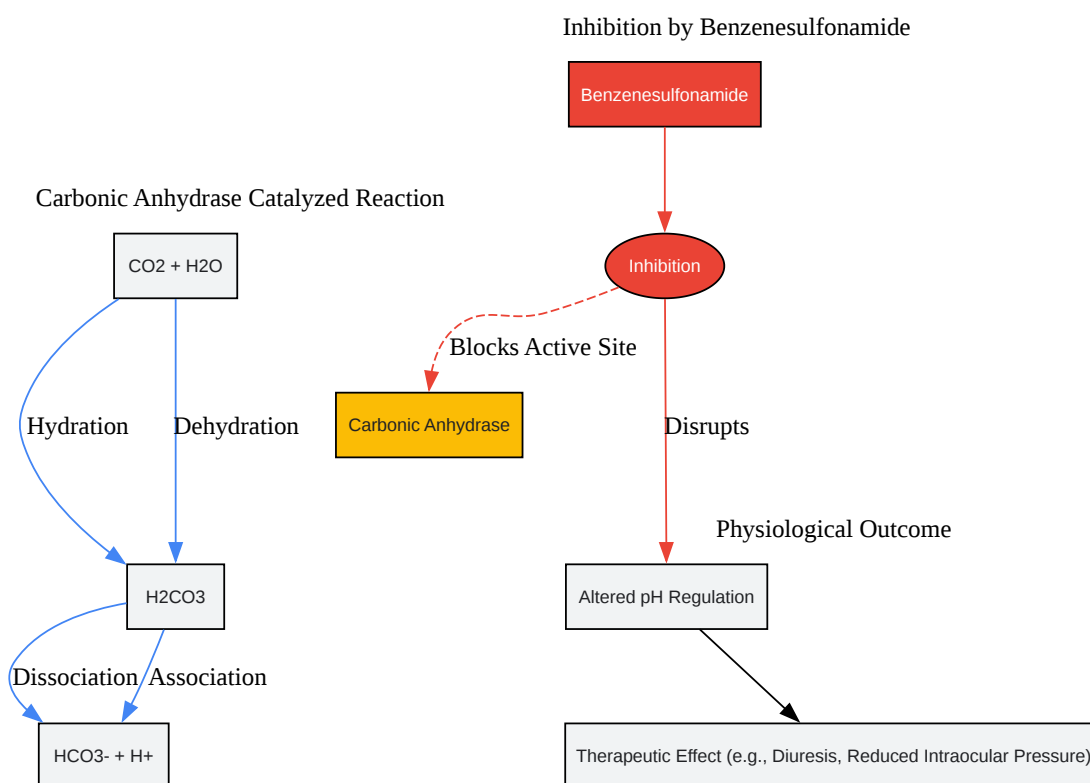 Inhibition by Benzenesulfonamide
Benzenesulfonamide
Carbonic Anhydrase Catalyzed Reaction
CO2 + H2O
Inhibition
Blocks Active Site
Hydration
Dehydration
Carbonic Anhydrase
Disrupts
Physiological Outcome
H2CO3
Altered pH Regulation
Dissociation
Association
HCO3- + H+
Therapeutic Effect (e.g., Diuresis, Reduced Intraocular Pressure)